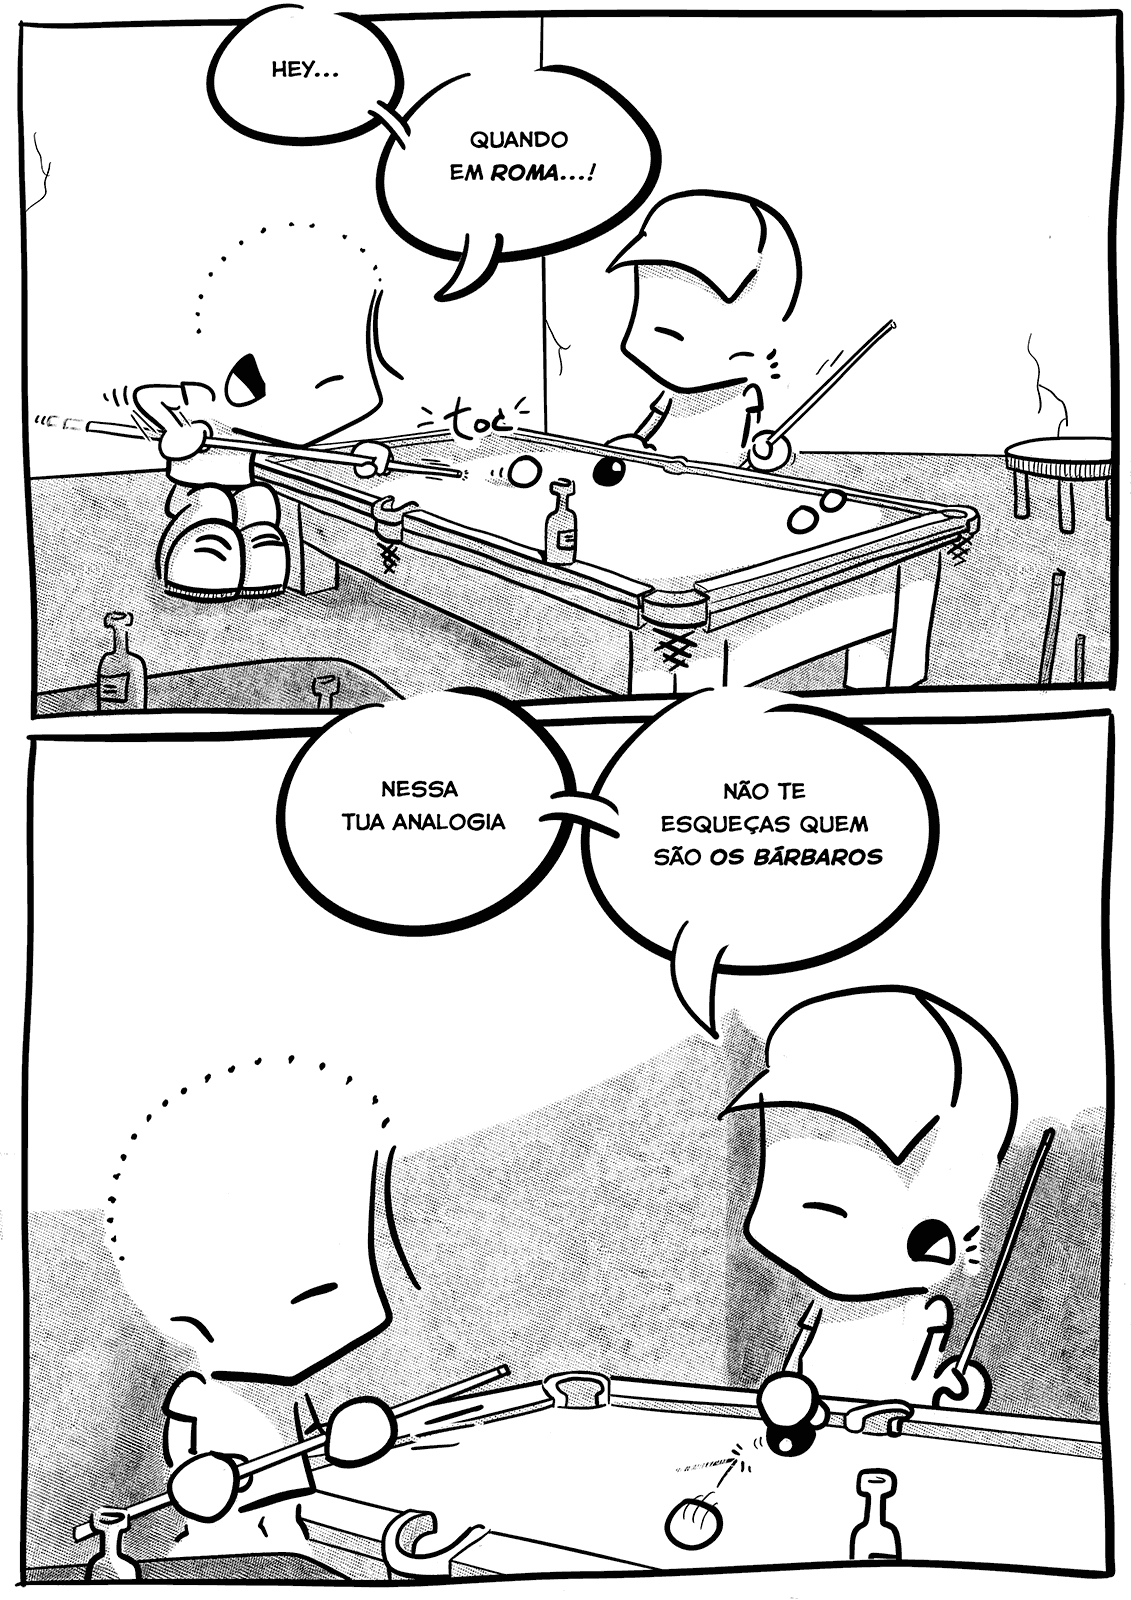 HEY...
QUANDO
EM ROMA...!
toc
NESSA
TUA ANALOGIA
NÃO TE
ESQUEÇAS QUEM
SÃO OS BÁRBAROS